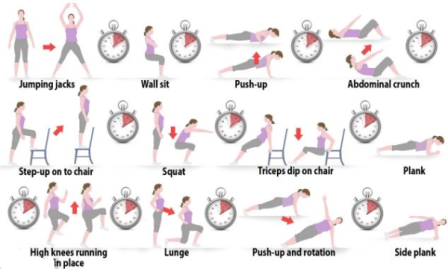 Jumping jacks
Wall sit
Push-up
Abdominal crunch
Step-up on to chair
Squat
Triceps dip on chair
Plank
High knees running
in place
Lunge
Push-up and rotation
Side plank